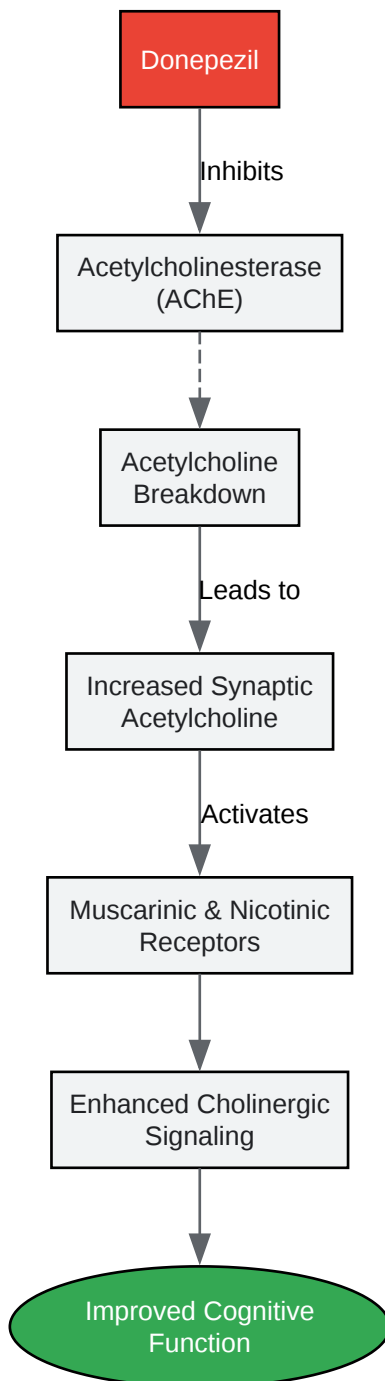 Donepezil
Inhibits
Acetylcholinesterase
(AChE)
Acetylcholine
Breakdown
Leads to
Increased Synaptic
Acetylcholine
Activates
Muscarinic & Nicotinic
Receptors
Enhanced Cholinergic
Signaling
Improved Cognitive
Function